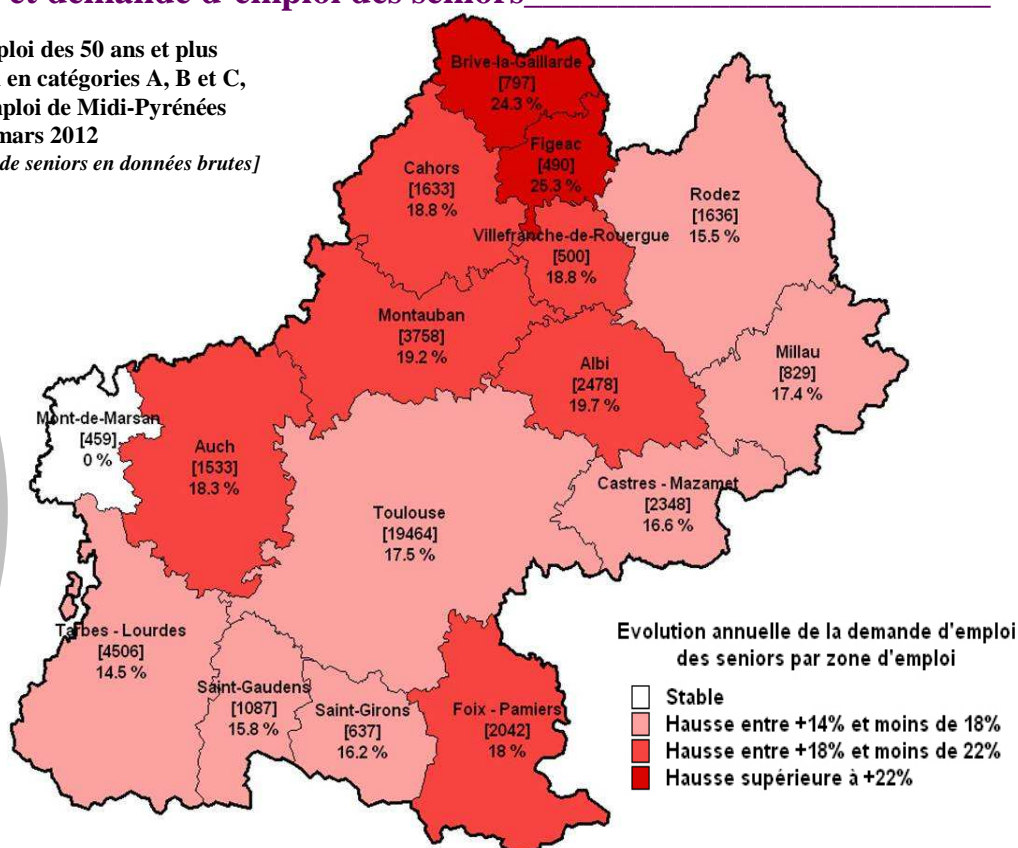 et demande d'emploi des seniors
ploi des 50 ans et plus
en catégories A, B et C,
mploi de Midi-Pyrénées
mars 2012
de seniors en données brutes]
Brive-la-Gaillarde
[797]
24.3 %
Figeac
[490]
25.3 %
Cahors
[1633]
18.8 %
Rodez
[1636]
15.5 %
Villefranche-de-Rouergue
[500]
18.8 %
Montauban
[3758]
19.2 %
Millau
[829]
17.4 %
Albi
[2478]
19.7 %
Mont-de-Marsan
[459]
0 %
Auch
[1533]
18.3 %
Castres - Mazamet
[2348]
16.6 %
Toulouse
[19464]
17.5 %
Tarbes - Lourdes
[4506]
14.5 %
Saint-Gaudens
[1087]
15.8 %
Saint-Girons
[637]
16.2 %
Foix - Pamiers
[2042]
18 %
Evolution annuelle de la demande d'emploi
des seniors par zone d'emploi
Stable
Hausse entre +14% et moins de 18%
Hausse entre +18% et moins de 22%
Hausse supérieure à +22%